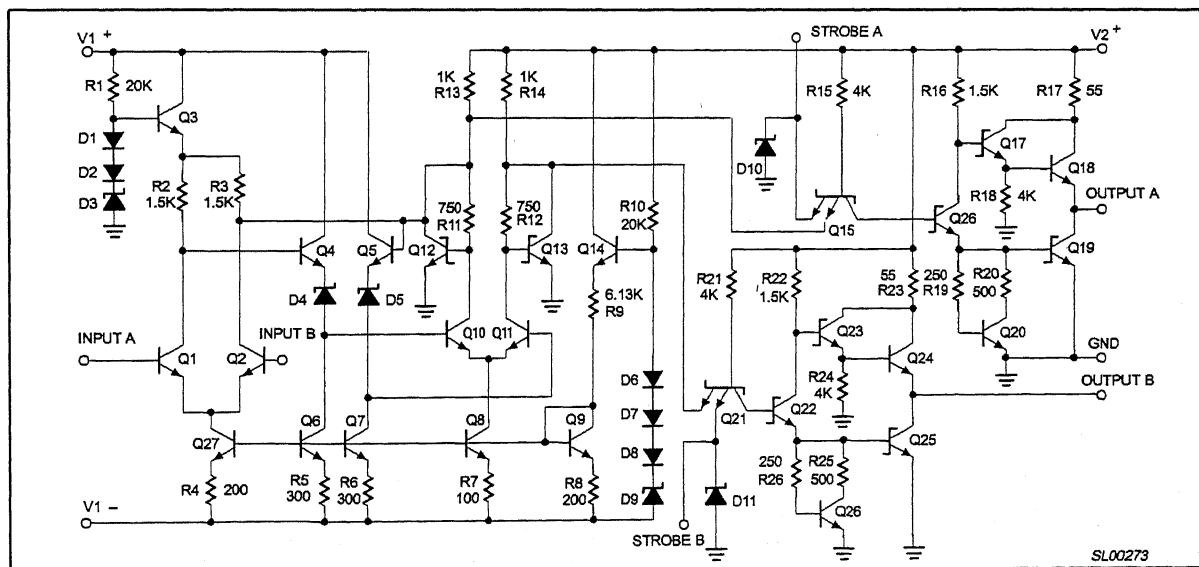 V1 +
STROBE A
V2 +
R1
20K
1K
R13
1K
R14
R15
4K
R16
1.5K
R17
55
Q3
D1
D2
D3
D10
Q17
Q18
R2
1.5K
R3
1.5K
750
R11
750
R12
R10
20K
R18
4K
OUTPUT A
Q4
Q5
Q12
Q13
Q14
Q15
Q26
Q19
D4
D5
R21
4K
R22
1.5K
55
R23
250
R19
R20
500
6.13K
R9
INPUT A
INPUT B
Q1
Q2
Q10
Q11
Q23
Q24
Q20
GND
D6
D7
D8
D9
R24
4K
OUTPUT B
Q21
Q22
Q27
Q6
Q7
Q8
Q9
Q25
R4
200
R5
300
R6
300
R7
100
R8
200
250
R26
R25
500
D11
Q26
V1 -
STROBE B
SL00273